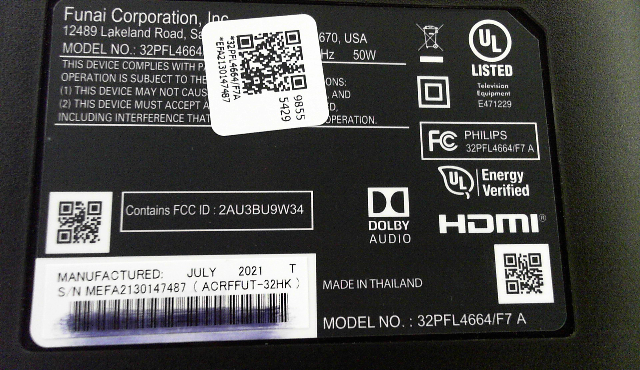 Funai Corporation, Inc.
12489 Lakeland Road, Sa 670, USA
MODEL NO.: 32PFL4664 Hz 50W
THIS DEVICE COMPLIES WITH PA
OPERATION IS SUBJECT TO THE ONS:
(1) THIS DEVICE MAY NOT CAUS , AND
(2) THIS DEVICE MUST ACCEPT A ED,
INCLUDING INTERFERENCE THAT OPERATION.
*32PFL4664/F7A
*EFA2130147487
9855
5429
UL
LISTED
Television
Equipment
E471229
FC PHILIPS
32PFL4664/F7 A
UL Energy
Verified
Contains FCC ID : 2AU3BU9W34
DOLBY
AUDIO
HDMI
MANUFACTURED: JULY 2021 T
S/N MEFA2130147487 ( ACRFFUT-32HK )
MADE IN THAILAND
MODEL NO. : 32PFL4664/F7 A